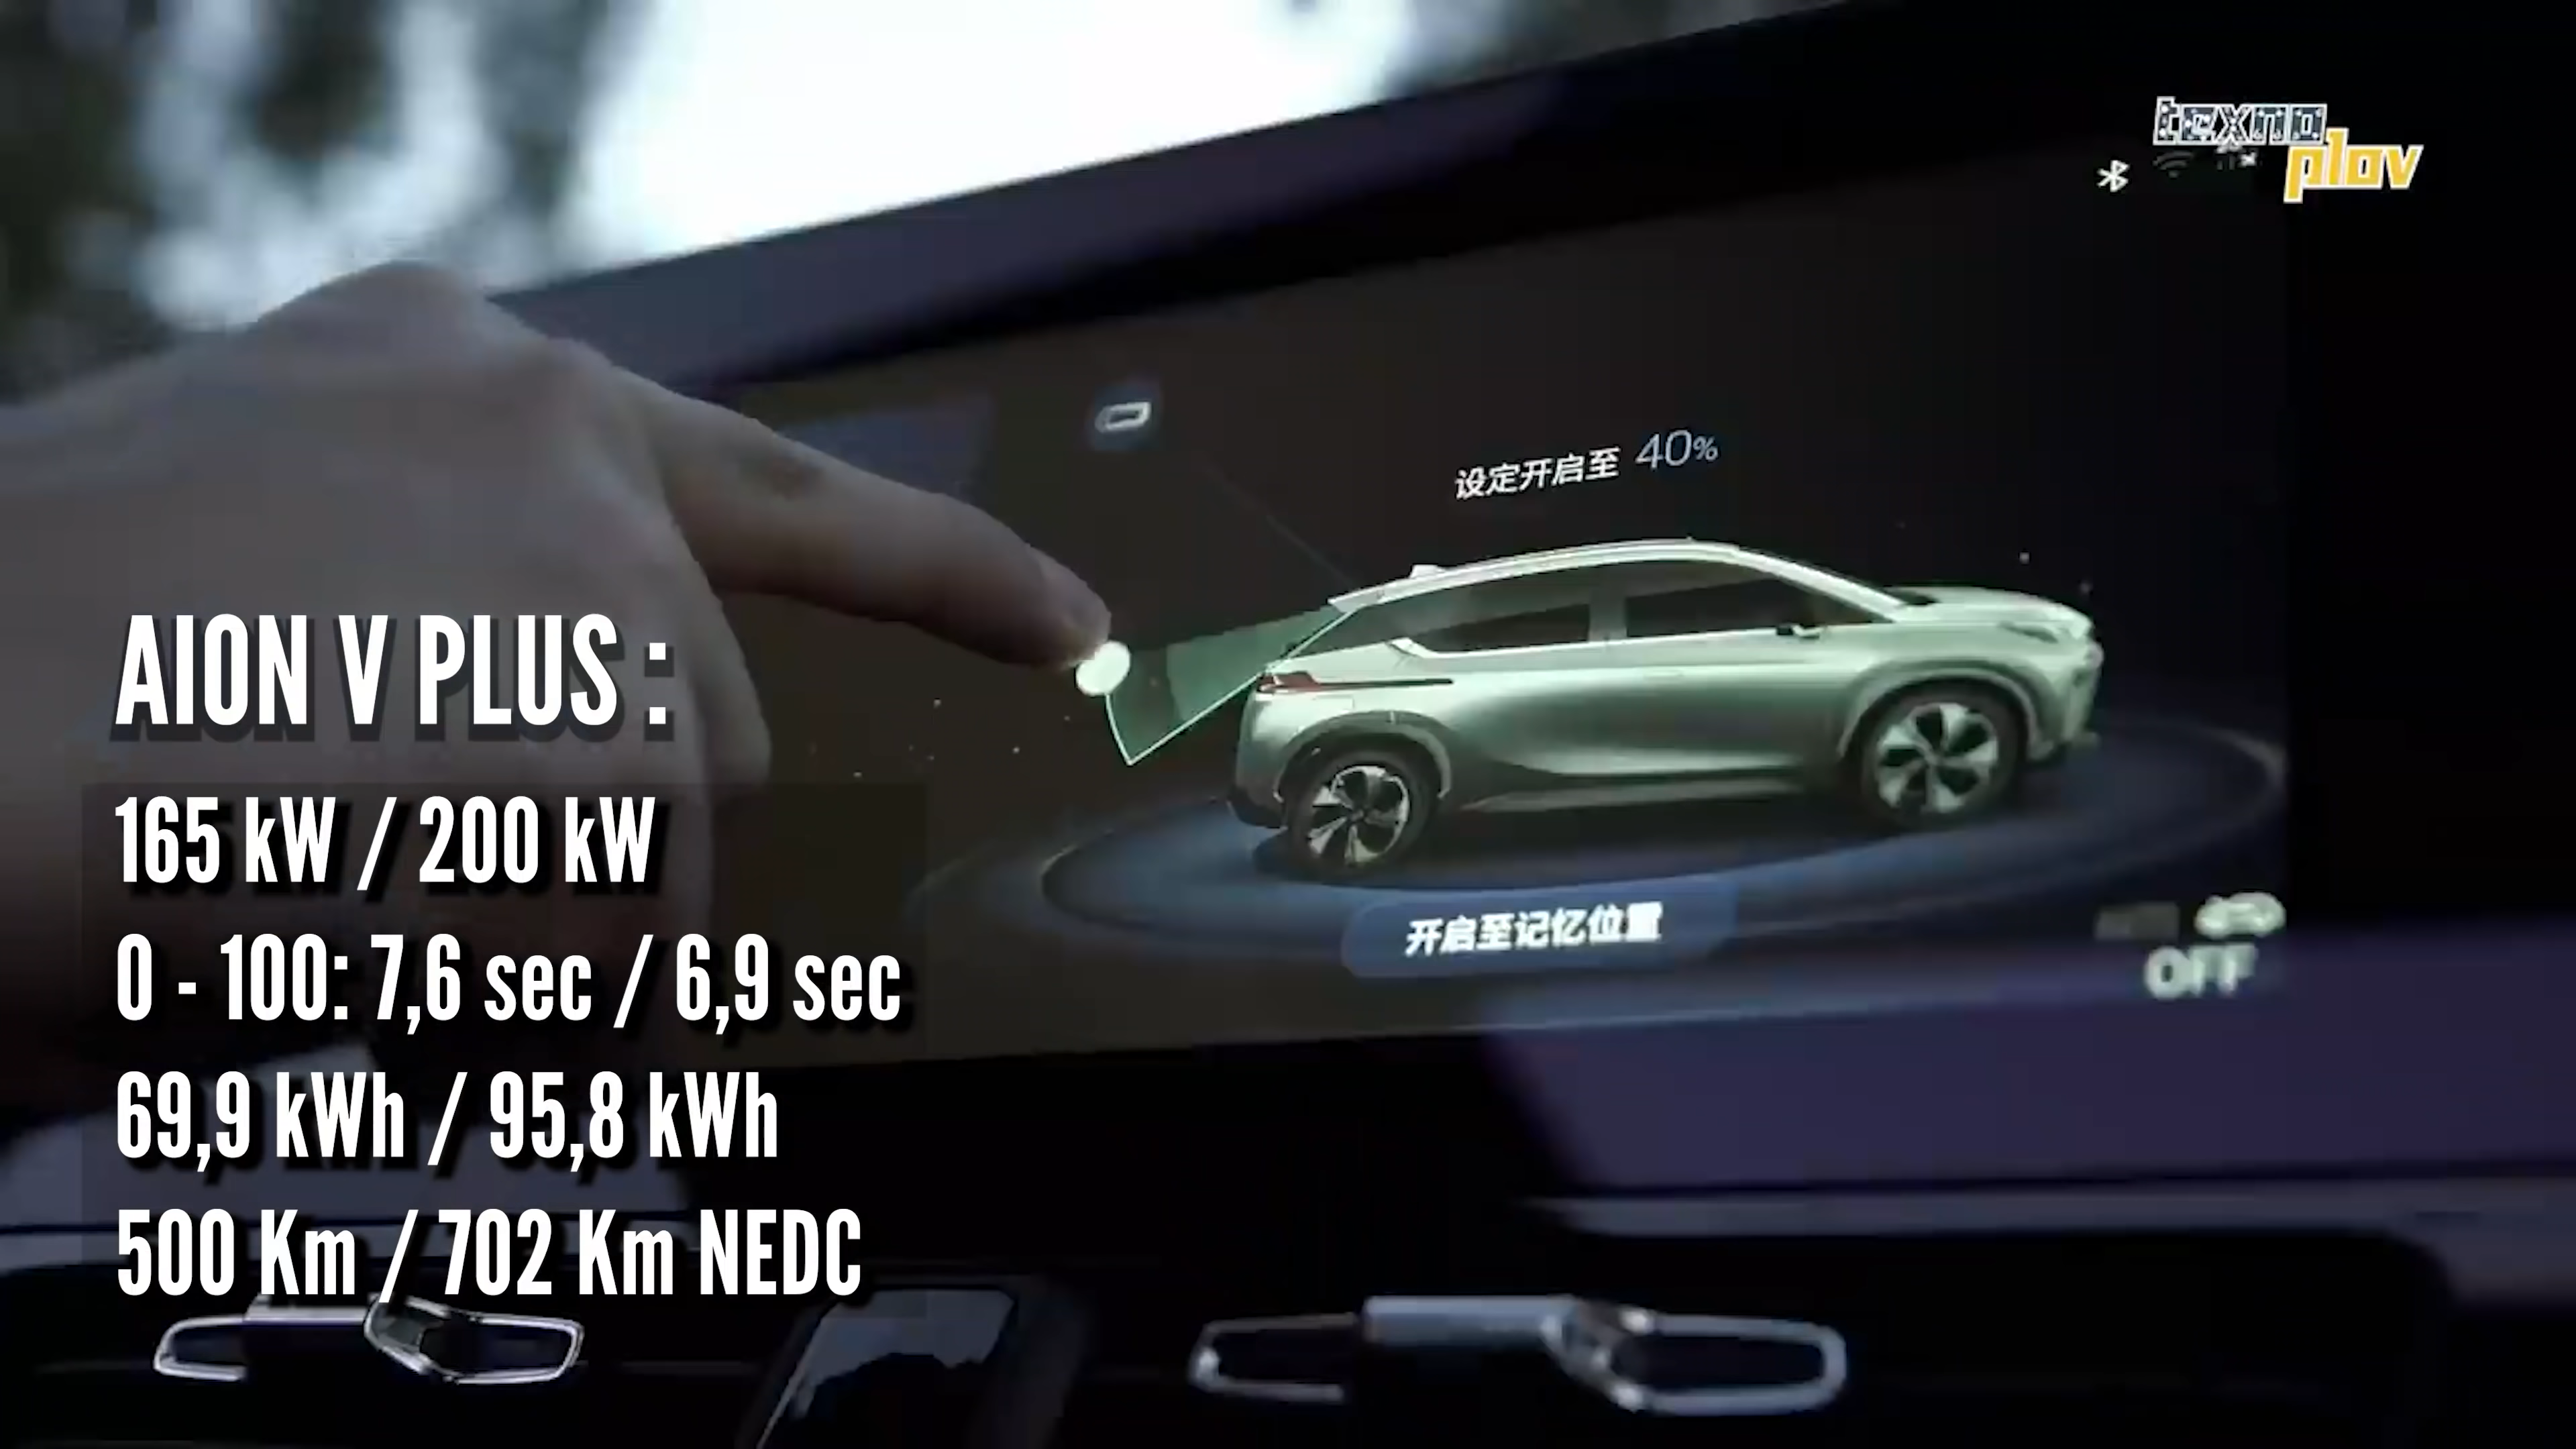 texno
plov
设定开启至 40%
AION V PLUS :
165 kW / 200 kW
0 - 100: 7,6 sec / 6,9 sec
开启至记忆位置
OFF
69,9 kWh / 95,8 kWh
500 Km / 702 Km NEDC